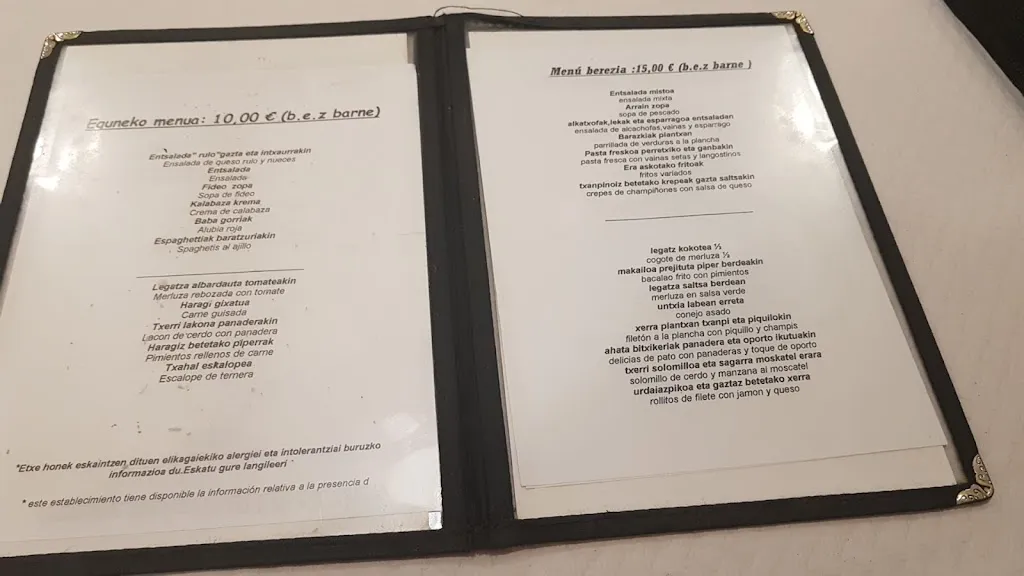 Eguneko menua: 10,00 € (b.e.z barne)
Entsalada" rulo"gazta eta intxaurrakin
Ensalada de queso rulo y nueces
Entsalada
Ensalada
Fideo zopa
Sopa de fideo
Kalabaza krema
Crema de calabaza
Baba gorriak
Alubia roja
Espaghettiak baratzuriakin
Spaghetis al ajillo
Legatza albardauta tomateakin
Merluza rebozada con tomate
Haragi gixatua
Carne guisada
Txerri lakona panaderakin
Lacon de cerdo con panadera
Haragiz betetako piperrak
Pimientos rellenos de carne
Txahal eskalopea
Escalope de ternera
*Etxe honek eskaintzen dituen elikagaiekiko alergiei eta intolerantziai buruzko
informazioa du.Eskatu gure langileeri
* este establecimiento tiene disponible la información relativa a la presencia d
Menú berezia :15,00 € (b.e.z barne )
Entsalada mistoa
ensalada mixta
Arrain zopa
sopa de pescado
alkatxofak,lekak eta esparragoa entsaladan
ensalada de alcachofas,vainas y esparrago
Barazkiak plantxan
parrillada de verduras a la plancha
Pasta freskoa perretxiko eta ganbakin
pasta fresca con vainas setas y langostinos
Era askotako fritoak
fritos variados
txanpinoiz betetako krepeak gazta saltsakin
crepes de champiñones con salsa de queso
legatz kokotea ½
cogote de merluza ½
makailoa prejituta piper berdeakin
bacalao frito con pimientos
legatza saltsa berdean
merluza en salsa verde
untxia labean erreta
conejo asado
xerra plantxan txanpi eta piquilokin
filetón a la plancha con piquillo y champis
ahata bitxikeriak panadera eta oporto ikutuakin
delicias de pato con panaderas y toque de oporto
txerri solomilloa eta sagarra moskatel erara
solomillo de cerdo y manzana al moscatel
urdaiazpikoa eta gaztaz betetako xerra
rollitos de filete con jamon y queso